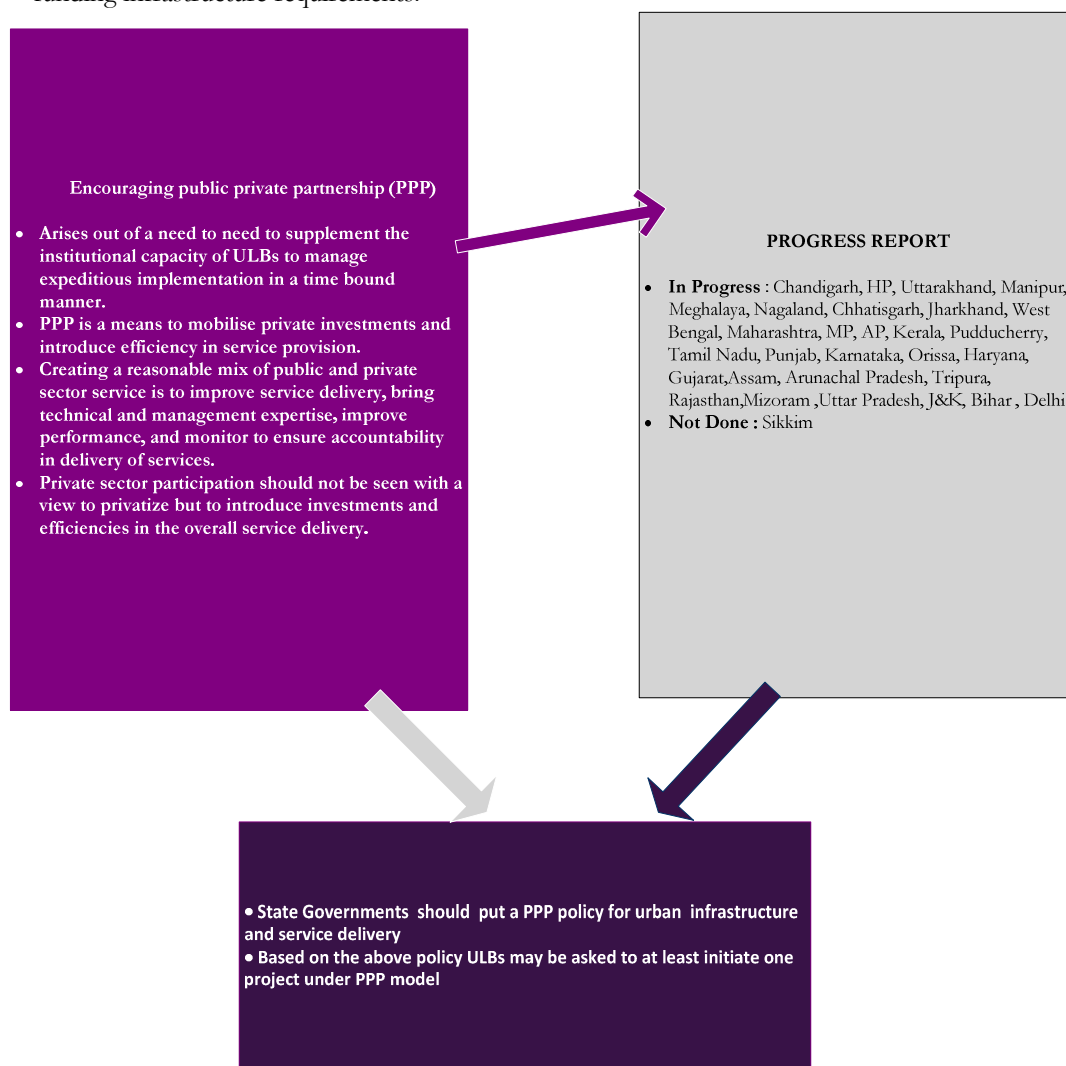 funding infrastructure requirements.
Encouraging public private partnership (PPP)
• Arises out of a need to need to supplement the
institutional capacity of ULBs to manage
expeditious implementation in a time bound
manner.
• PPP is a means to mobilise private investments and
introduce efficiency in service provision.
• Creating a reasonable mix of public and private
sector service is to improve service delivery, bring
technical and management expertise, improve
performance, and monitor to ensure accountability
in delivery of services.
• Private sector participation should not be seen with a
view to privatize but to introduce investments and
efficiencies in the overall service delivery.
PROGRESS REPORT
• In Progress : Chandigarh, HP, Uttarakhand, Manipur,
Meghalaya, Nagaland, Chhatisgarh, Jharkhand, West
Bengal, Maharashtra, MP, AP, Kerala, Pudducherry,
Tamil Nadu, Punjab, Karnataka, Orissa, Haryana,
Gujarat,Assam, Arunachal Pradesh, Tripura,
Rajasthan,Mizoram ,Uttar Pradesh, J&K, Bihar , Delhi
• Not Done : Sikkim
• State Governments should put a PPP policy for urban infrastructure
and service delivery
• Based on the above policy ULBs may be asked to at least initiate one
project under PPP model